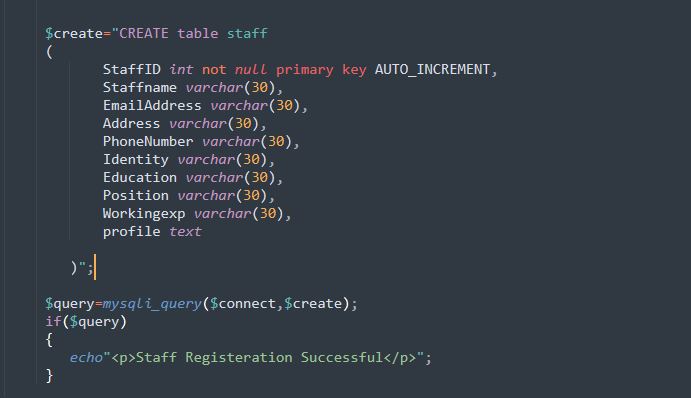 $create="CREATE table staff
(
StaffID int not null primary key AUTO_INCREMENT,
Staffname varchar(30),
EmailAddress varchar(30),
Address varchar(30),
PhoneNumber varchar(30),
Identity varchar(30),
Education varchar(30),
Position varchar(30),
Workingexp varchar(30),
profile text
)";
$query=mysqli_query($connect,$create);
if($query)
{
echo"<p>Staff Registeration Successful</p>";
}